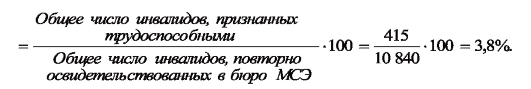 Общее число инвалидов, признанных
трудоспособными
= ─ ·100 = 415 / 10 840 ·100 = 3,8%.
Общее число инвалидов, повторно
освидетельствованных в бюро МСЭ